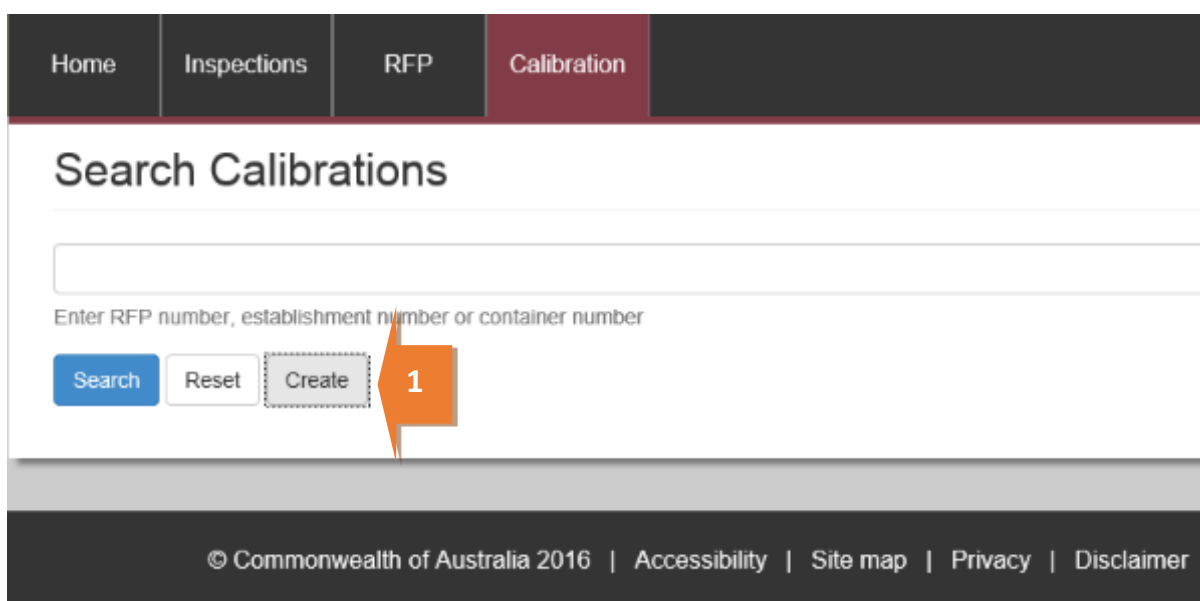 Home Inspections RFP Calibration
Search Calibrations
Enter RFP number, establishment number or container number
Search Reset Create 1
© Commonwealth of Australia 2016 | Accessibility | Site map | Privacy | Disclaimer